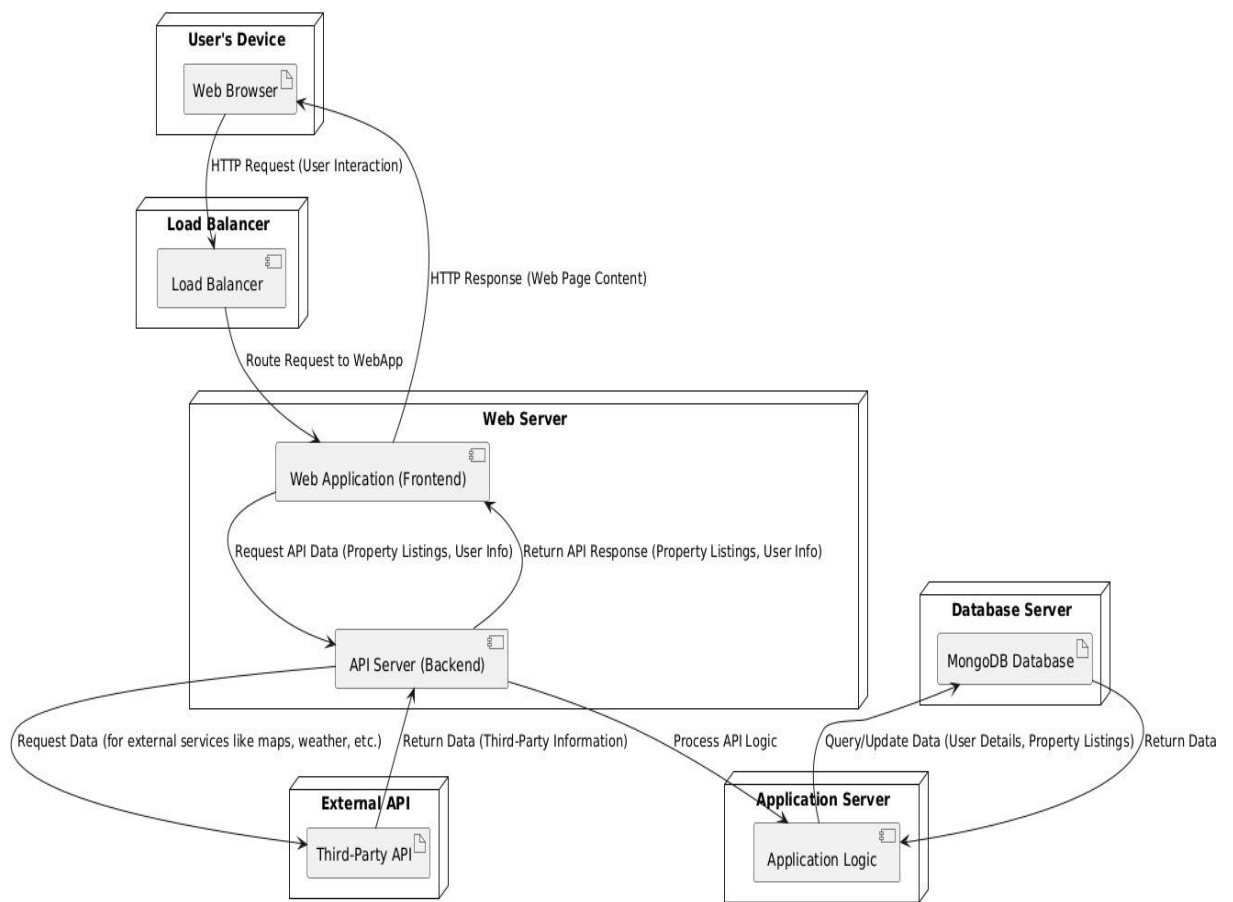 User's Device
Web Browser
HTTP Request (User Interaction)
Load Balancer
Load Balancer
HTTP Response (Web Page Content)
Route Request to WebApp
Web Server
Web Application (Frontend)
Request API Data (Property Listings, User Info)
Return API Response (Property Listings, User Info)
Database Server
API Server (Backend)
MongoDB Database
Request Data (for external services like maps, weather, etc.)
Return Data (Third-Party Information)
Process API Logic
Query/Update Data (User Details, Property Listings)
Return Data
External API
Application Server
Third-Party API
Application Logic